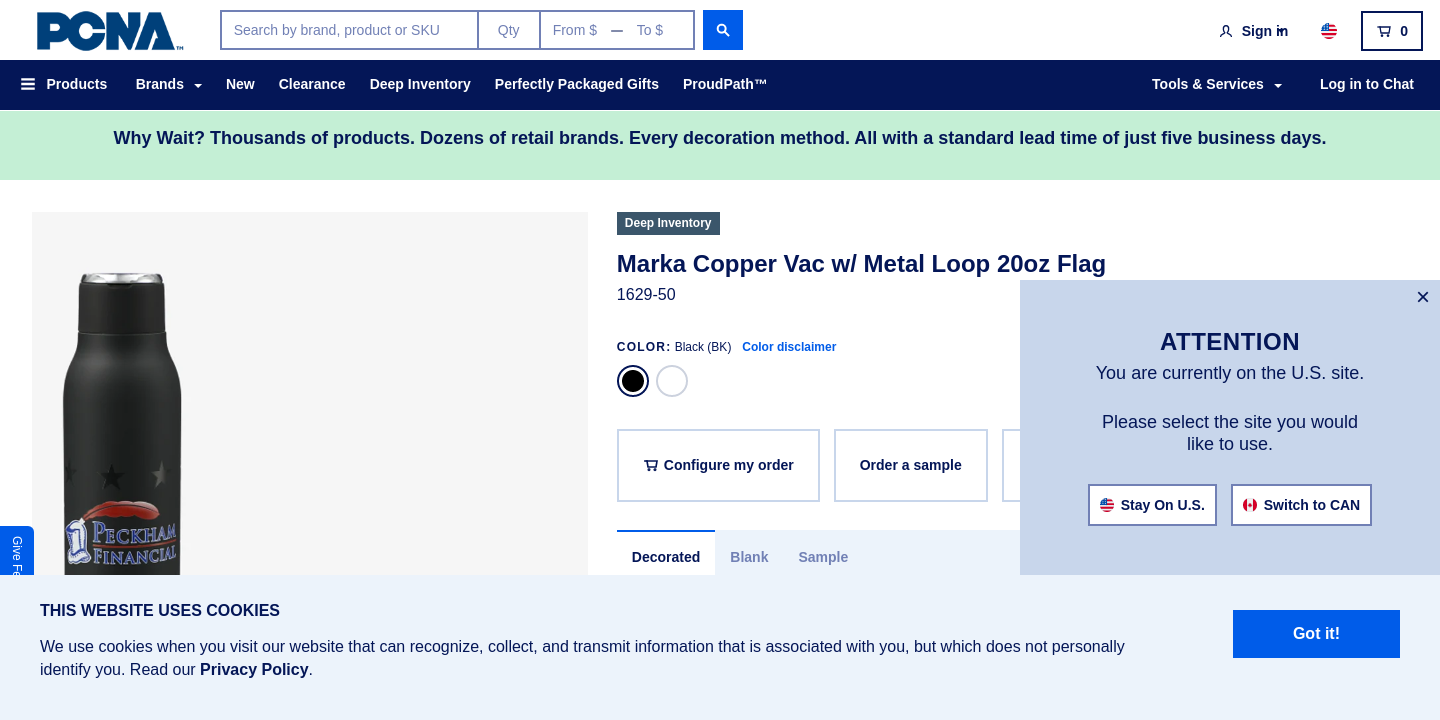 PCNA™
Search by brand, product or SKU
Qty
From $ — To $
Sign in
0
Products
Brands
New
Clearance
Deep Inventory
Perfectly Packaged Gifts
ProudPath™
Tools & Services
Log in to Chat
Why Wait? Thousands of products. Dozens of retail brands. Every decoration method. All with a standard lead time of just five business days.
Deep Inventory
Marka Copper Vac w/ Metal Loop 20oz Flag
1629-50
COLOR: Black (BK) Color disclaimer
Configure my order
Order a sample
Decorated
Blank
Sample
PECKHAM
FINANCIAL
×
ATTENTION
You are currently on the U.S. site.
Please select the site you would
like to use.
Stay On U.S.
Switch to CAN
Give
THIS WEBSITE USES COOKIES
We use cookies when you visit our website that can recognize, collect, and transmit information that is associated with you, but which does not personally
identify you. Read our Privacy Policy.
Got it!